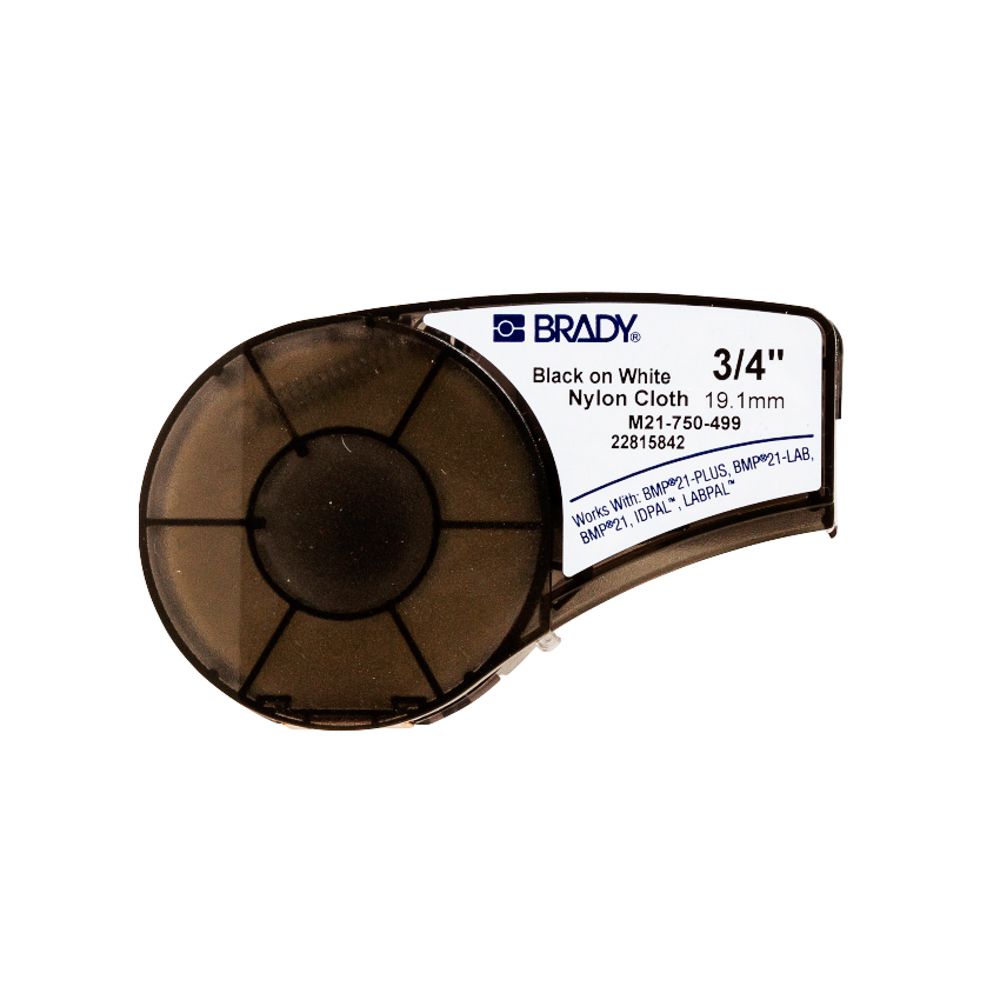 BRADY®
Black on White 3/4"
Nylon Cloth 19.1mm
M21-750-499
22815842
Works With: BMP®21-PLUS, BMP®21-LAB,
BMP®21, IDPAL™, LABPAL™